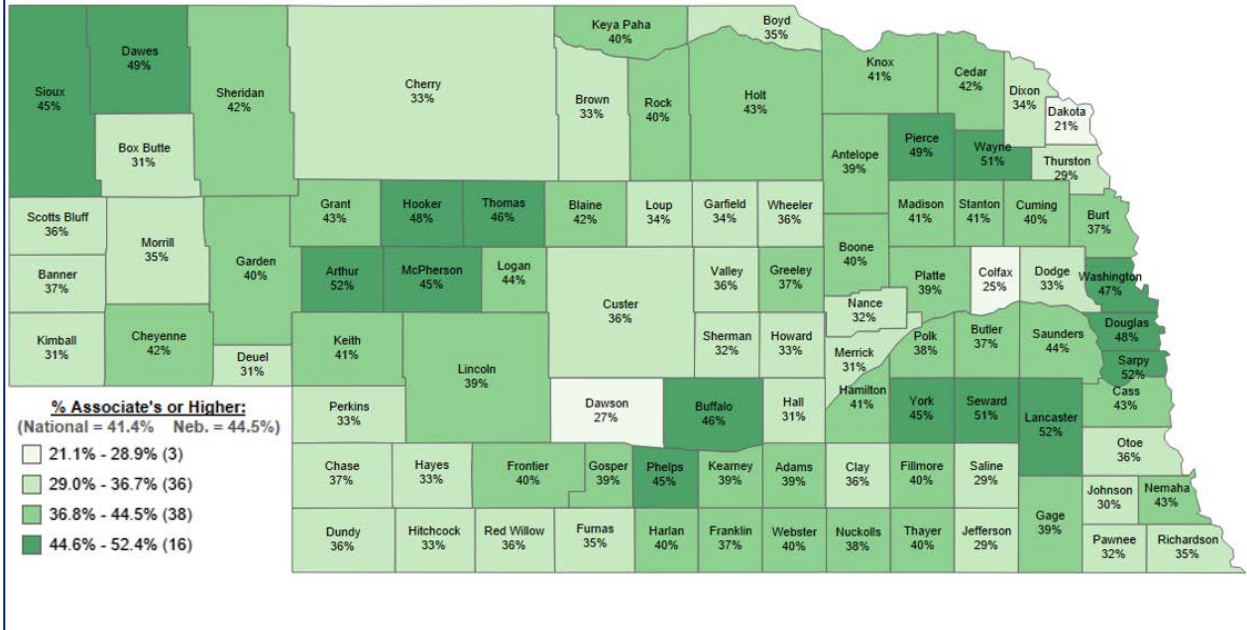 Sioux
45%
Dawes
49%
Sheridan
42%
Box Butte
31%
Cherry
33%
Keya Paha
40%
Boyd
35%
Brown
33%
Rock
40%
Holt
43%
Knox
41%
Cedar
42%
Dixon
34%
Dakota
21%
Antelope
39%
Pierce
49%
Wayne
51%
Thurston
29%
Scotts Bluff
36%
Morrill
35%
Garden
40%
Grant
43%
Hooker
48%
Thomas
46%
Blaine
42%
Loup
34%
Garfield
34%
Wheeler
36%
Madison
41%
Stanton
41%
Cuming
40%
Burt
37%
Banner
37%
Arthur
52%
McPherson
45%
Logan
44%
Custer
36%
Valley
36%
Greeley
37%
Boone
40%
Platte
39%
Colfax
25%
Dodge
33%
Washington
47%
Nance
32%
Kimball
31%
Cheyenne
42%
Deuel
31%
Keith
41%
Lincoln
39%
Sherman
32%
Howard
33%
Merrick
31%
Polk
38%
Butler
37%
Saunders
44%
Douglas
48%
Sarpy
52%
Perkins
33%
Dawson
27%
Buffalo
46%
Hall
31%
Hamilton
41%
York
45%
Seward
51%
Lancaster
52%
Cass
43%
Otoe
36%
Chase
37%
Hayes
33%
Frontier
40%
Gosper
39%
Phelps
45%
Kearney
39%
Adams
39%
Clay
36%
Fillmore
40%
Saline
29%
Johnson
30%
Nemaha
43%
Dundy
36%
Hitchcock
33%
Red Willow
36%
Furnas
35%
Harlan
40%
Franklin
37%
Webster
40%
Nuckolls
38%
Thayer
40%
Jefferson
29%
Gage
39%
Pawnee
32%
Richardson
35%
% Associate's or Higher:
(National = 41.4% Neb. = 44.5%)
21.1% - 28.9% (3)
29.0% - 36.7% (36)
36.8% - 44.5% (38)
44.6% - 52.4% (16)